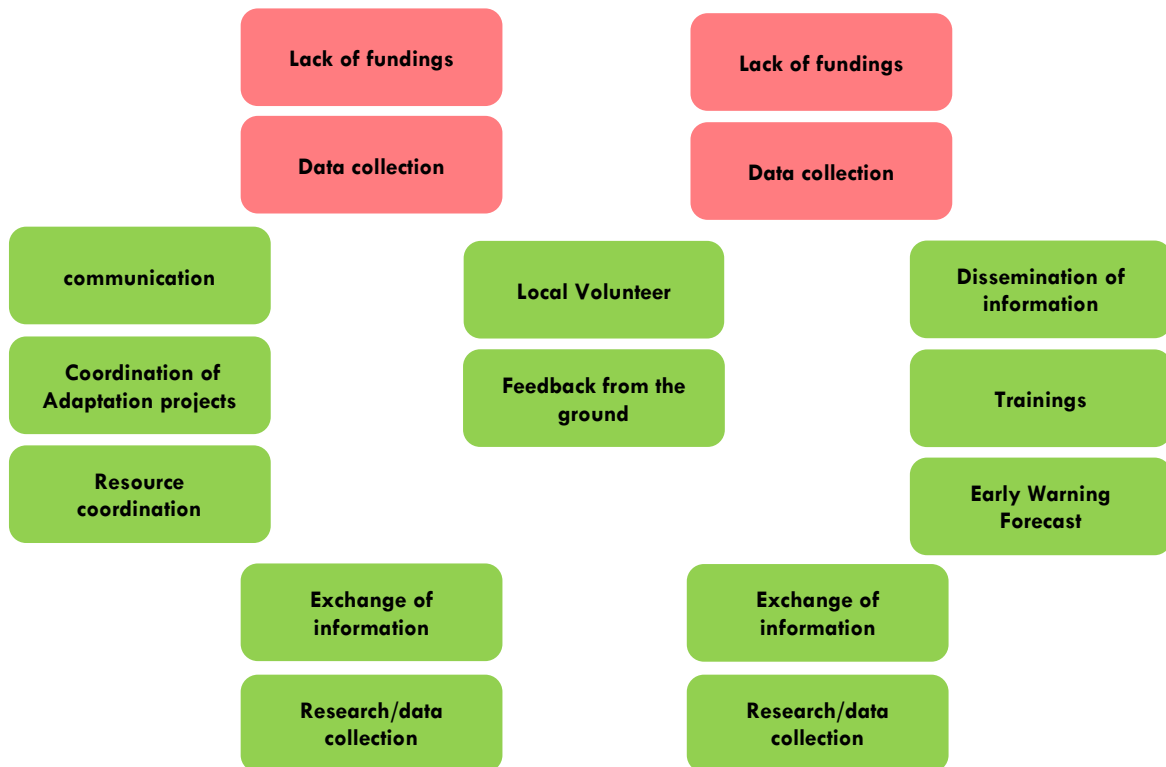 Lack of fundings
Lack of fundings
Data collection
Data collection
communication
Local Volunteer
Dissemination of
information
Coordination of
Adaptation projects
Feedback from the
ground
Trainings
Resource
coordination
Early Warning
Forecast
Exchange of
information
Exchange of
information
Research/data
collection
Research/data
collection